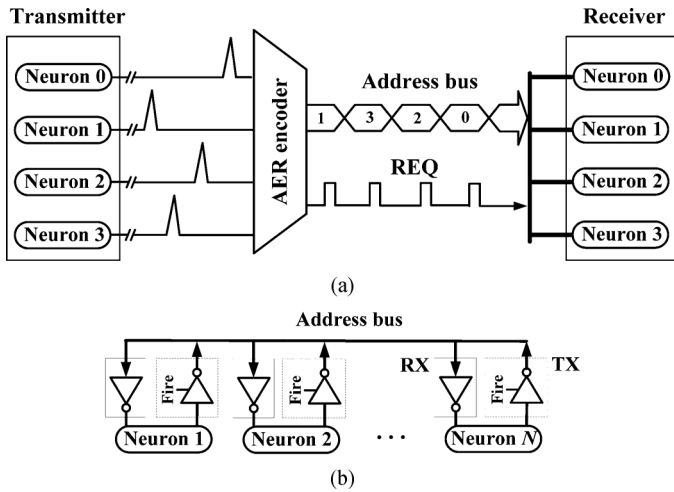 Transmitter
Receiver
Neuron 0
Neuron 1
Neuron 2
Neuron 3
AER encoder
Address bus
1 3 2 0
REQ
Neuron 0
Neuron 1
Neuron 2
Neuron 3
(a)
Address bus
RX
TX
Fire
Fire
Fire
Neuron 1
Neuron 2
...
Neuron N
(b)